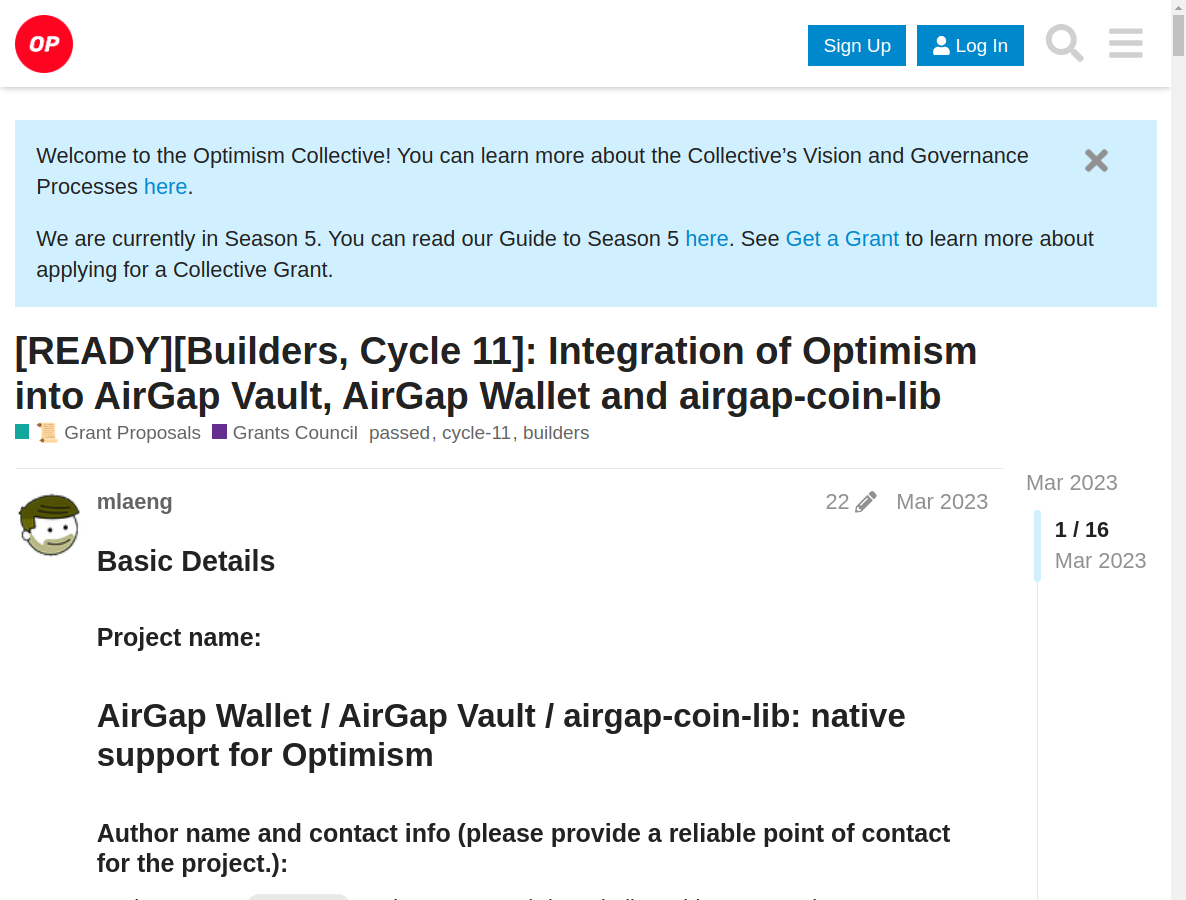 OP
Sign Up
Log In
Welcome to the Optimism Collective! You can learn more about the Collective’s Vision and Governance
Processes here.
We are currently in Season 5. You can read our Guide to Season 5 here. See Get a Grant to learn more about
applying for a Collective Grant.
[READY][Builders, Cycle 11]: Integration of Optimism
into AirGap Vault, AirGap Wallet and airgap-coin-lib
📜 Grant Proposals Grants Council passed, cycle-11, builders
mlaeng
22 Mar 2023
Mar 2023
1 / 16
Mar 2023
Basic Details
Project name:
AirGap Wallet / AirGap Vault / airgap-coin-lib: native
support for Optimism
Author name and contact info (please provide a reliable point of contact
for the project.):